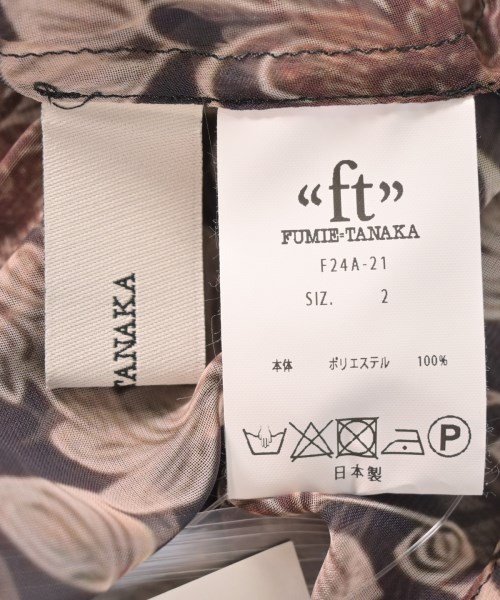 TANAKA
“ft”
FUMIE=TANAKA
F24A-21
SIZ. 2
本体 ポリエステル 100%
P
日本製